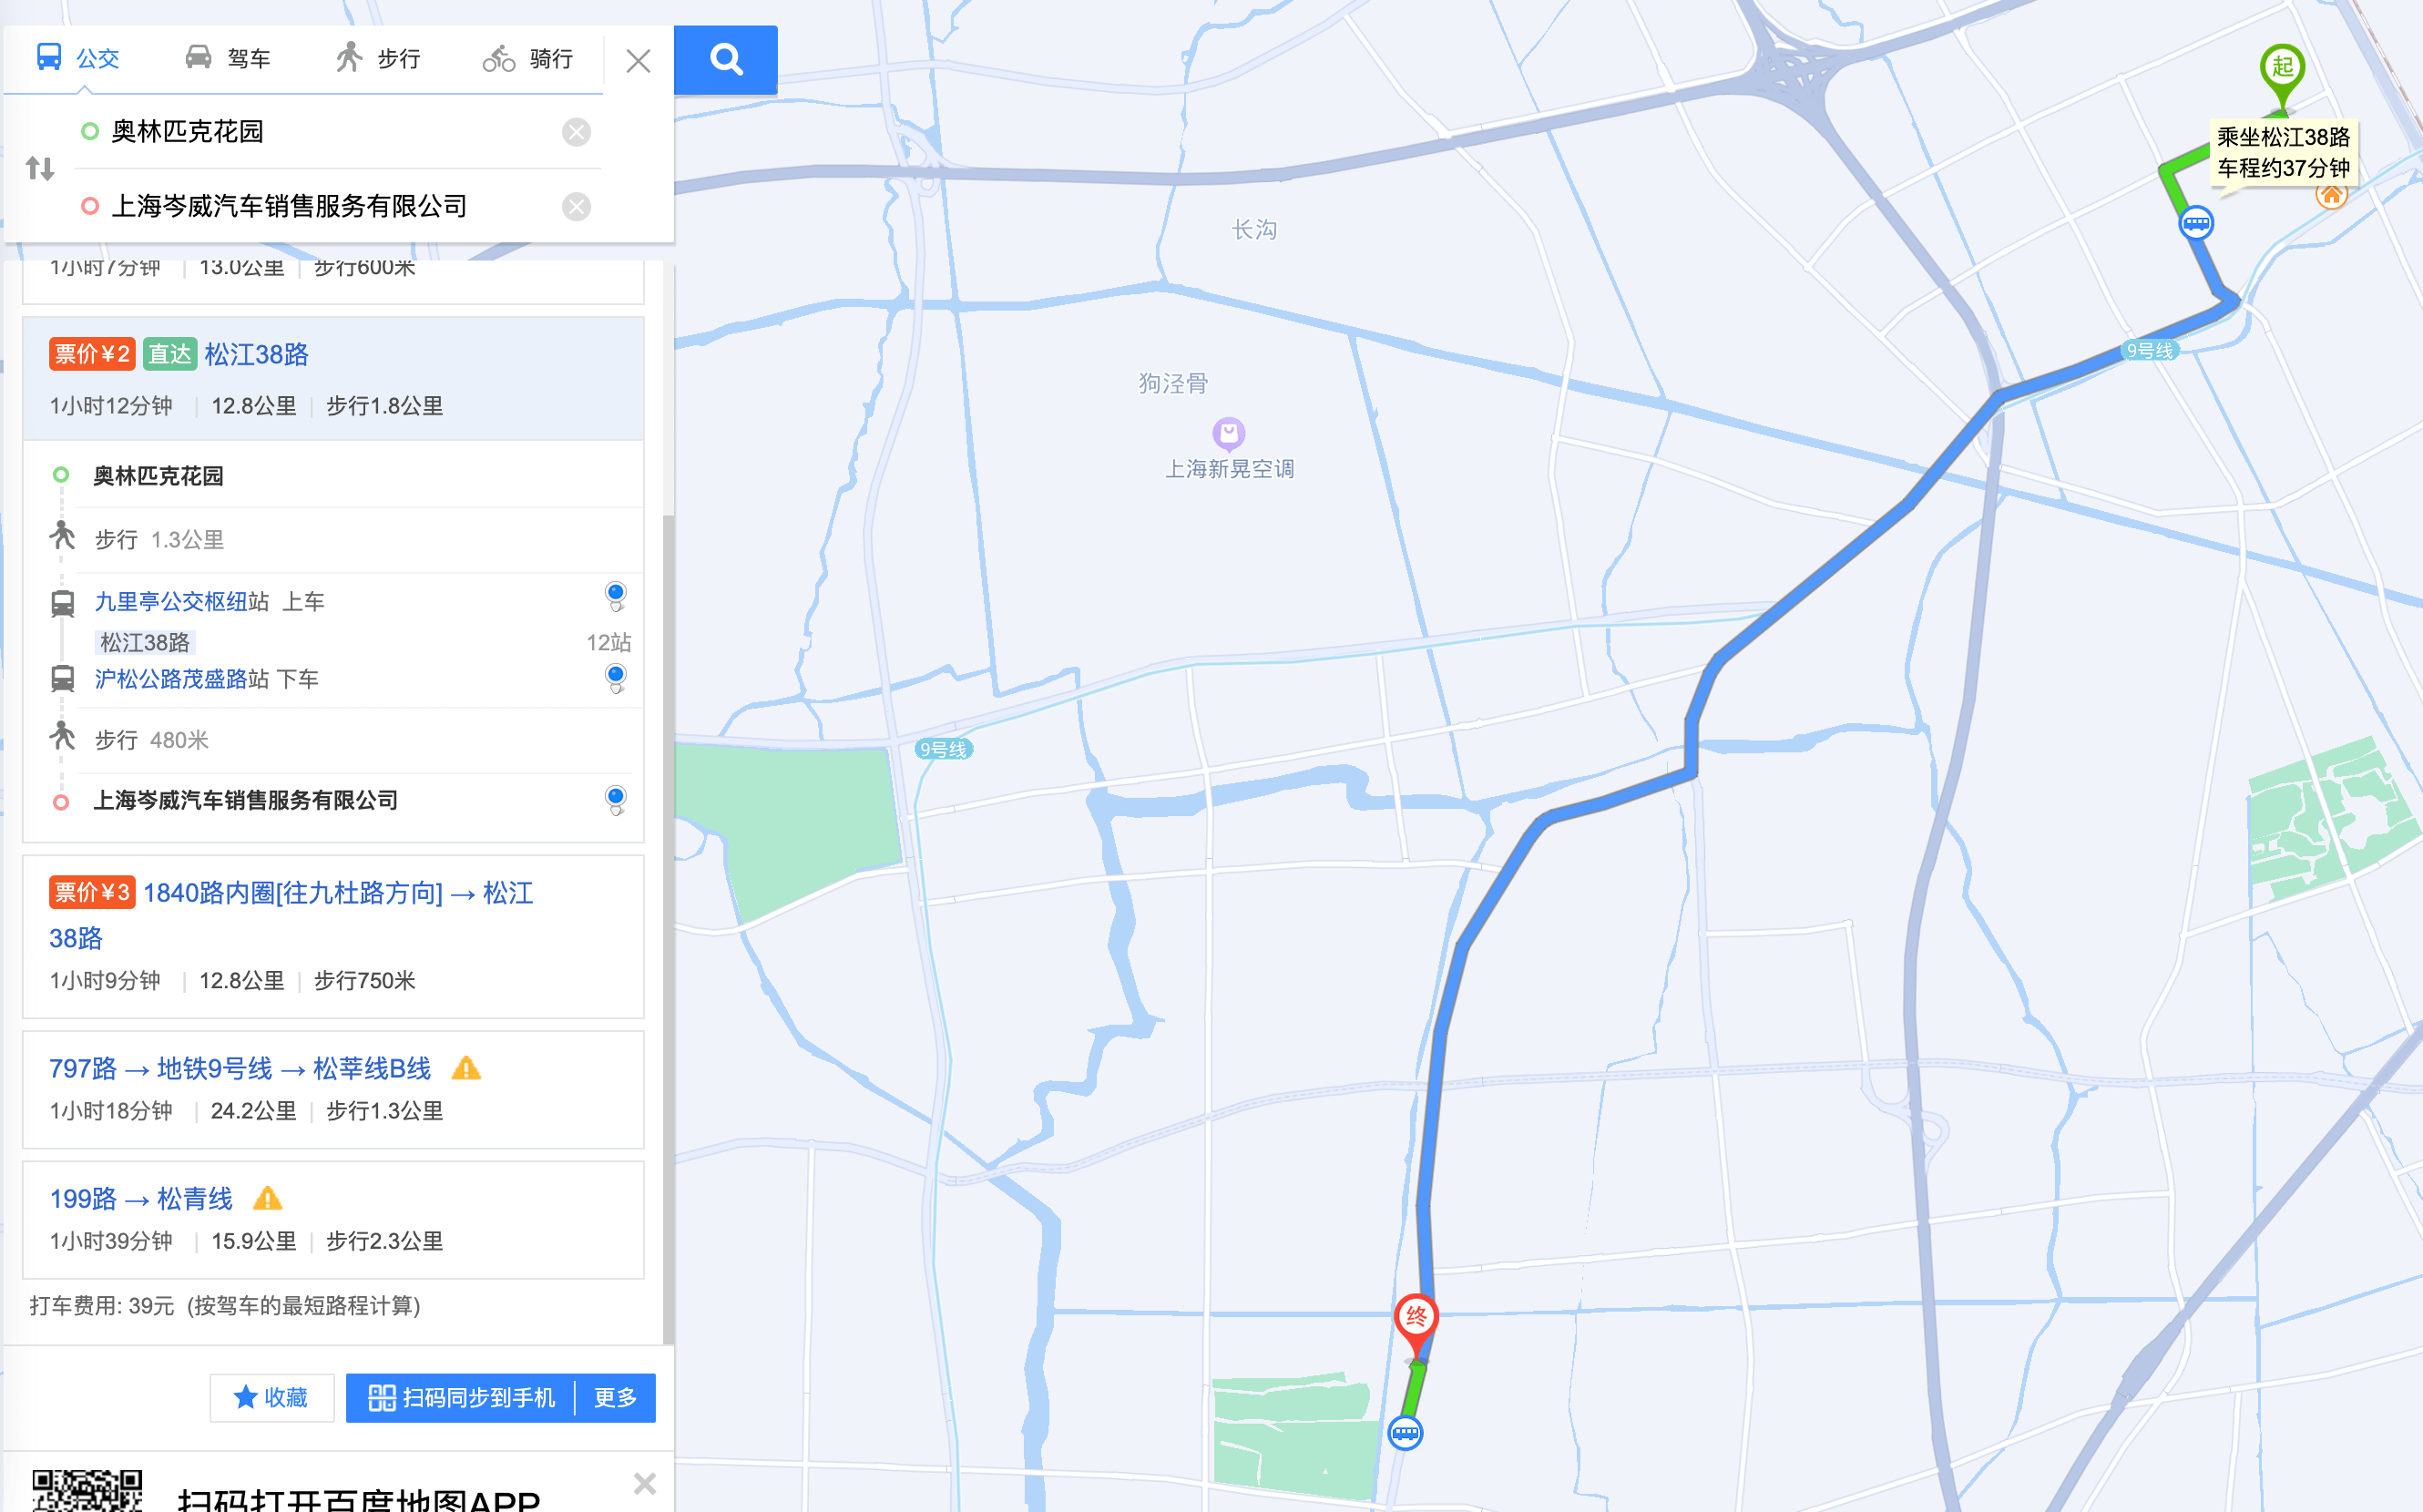 公交
驾车
步行
骑行
奥林匹克花园
上海岑威汽车销售服务有限公司
1小时7分钟 | 13.0公里 | 步行600米
票价¥2 直达 松江38路
1小时12分钟 | 12.8公里 | 步行1.8公里
奥林匹克花园
步行 1.3公里
九里亭公交枢纽站 上车
松江38路 12站
沪松公路茂盛路站 下车
步行 480米
上海岑威汽车销售服务有限公司
票价¥3 1840路内圈[往九杜路方向] → 松江
38路
1小时9分钟 | 12.8公里 | 步行750米
797路 → 地铁9号线 → 松莘线B线
1小时18分钟 | 24.2公里 | 步行1.3公里
199路 → 松青线
1小时39分钟 | 15.9公里 | 步行2.3公里
打车费用: 39元 (按驾车的最短路程计算)
收藏
扫码同步到手机 | 更多
扫码打开百度地图APP
起
乘坐松江38路
车程约37分钟
长沟
9号线
狗泾骨
上海新晃空调
9号线
终